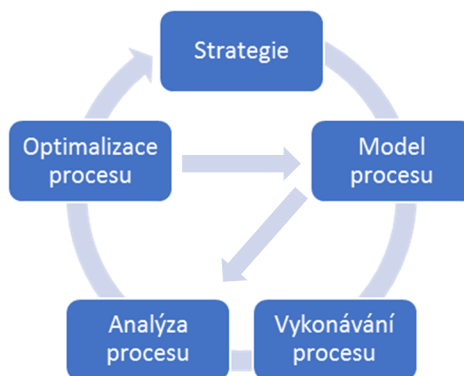 Strategie
Optimalizace
procesu
Model
procesu
Analýza
procesu
Vykonávání
procesu